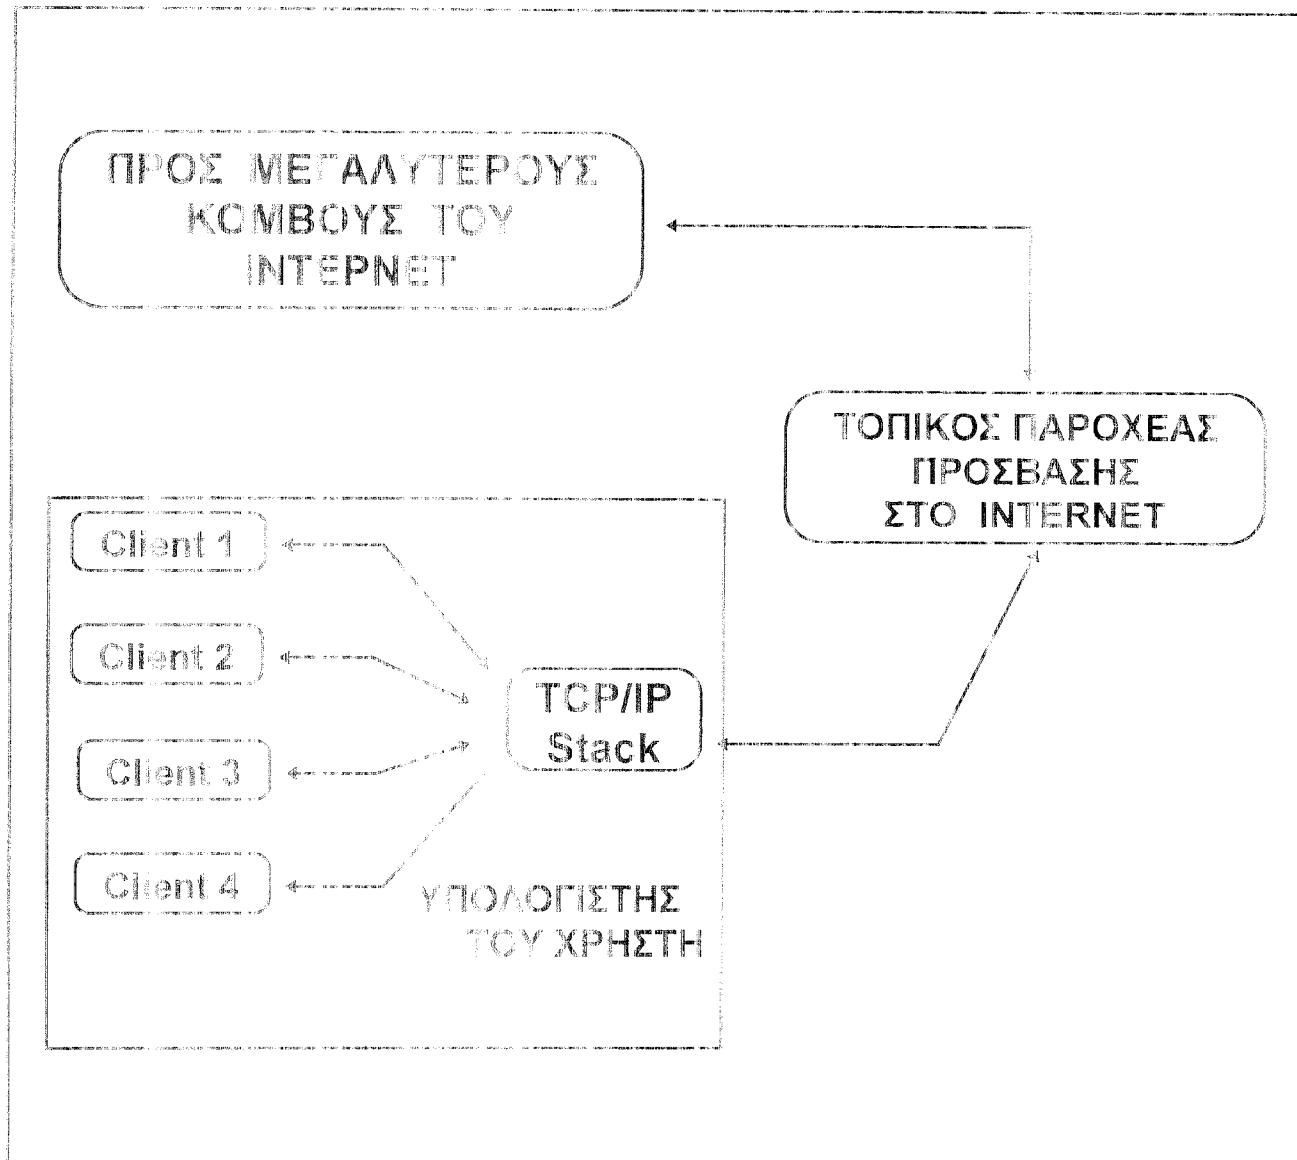 ΠΡΟΣ ΜΕΓΑΛΥΤΕΡΟΥΣ
ΚΟΜΒΟΥΣ ΤΟΥ
ΙΝΤΕΡΝΕΤ
ΤΟΠΙΚΟΣ ΠΑΡΟΧΕΑΣ
ΠΡΟΣΒΑΣΗΣ
ΣΤΟ INTERNET
Client 1
Client 2
TCP/IP
Stack
Client 3
Client 4
ΥΠΟΛΟΓΙΣΤΗΣ
ΤΟΥ ΧΡΗΣΤΗ